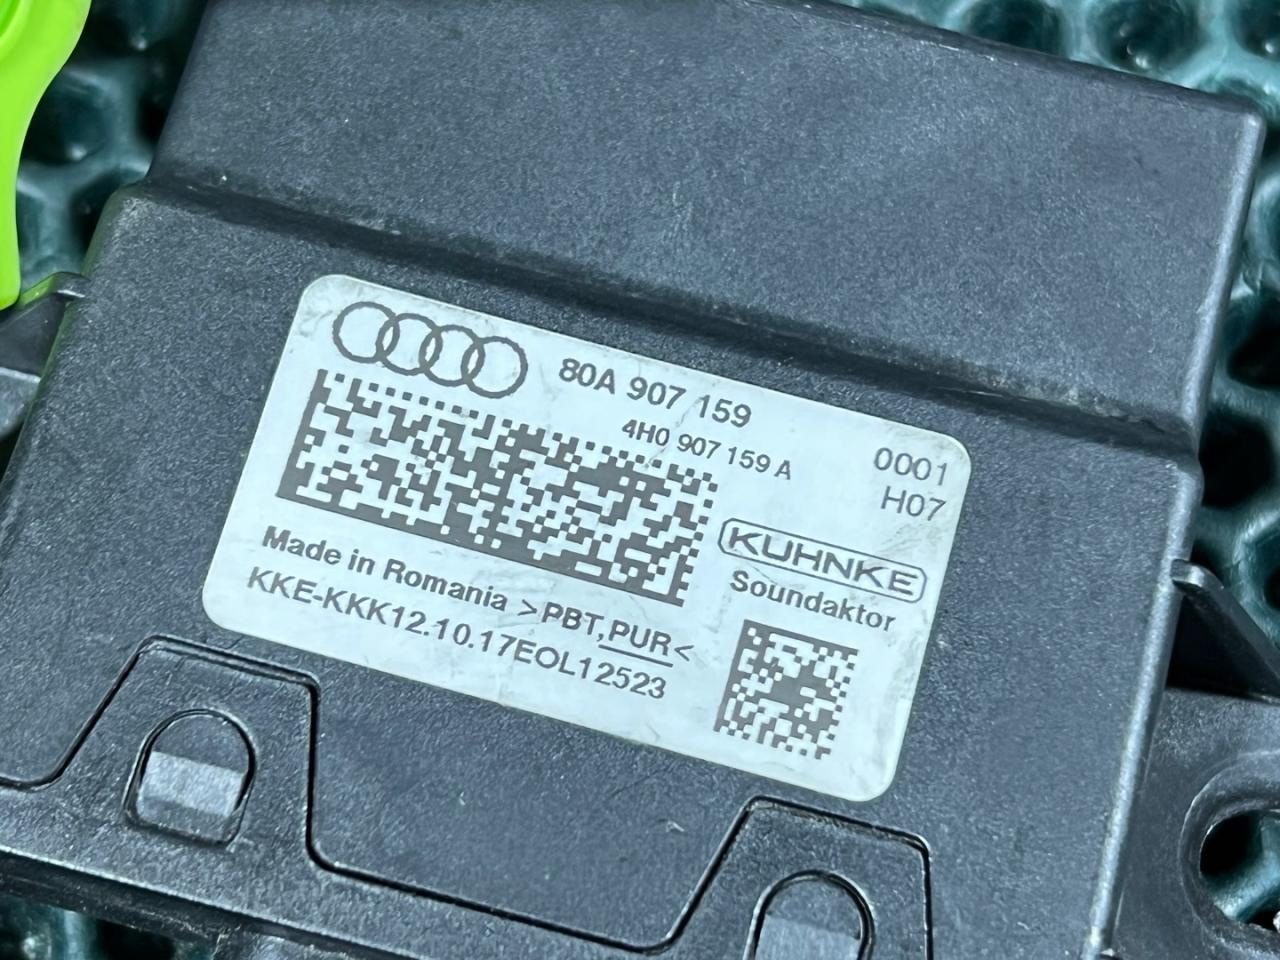 80A 907 159
4H0 907 159 A
0001
H07
KUHNKE
Soundaktor
Made in Romania >PBT,PUR<
KKE-KKK12.10.17EOL12523